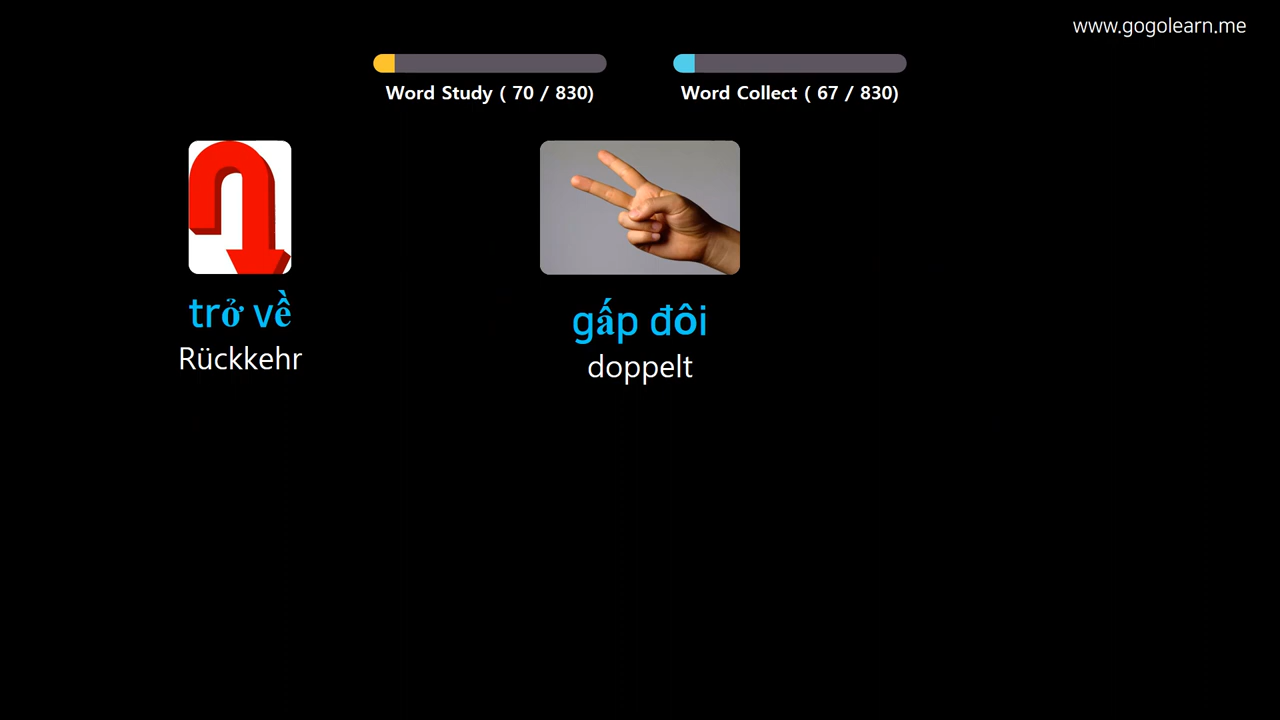 www.gogolearn.me
Word Study ( 70 / 830)
Word Collect ( 67 / 830)
trở về
Rückkehr
gấp đôi
doppelt